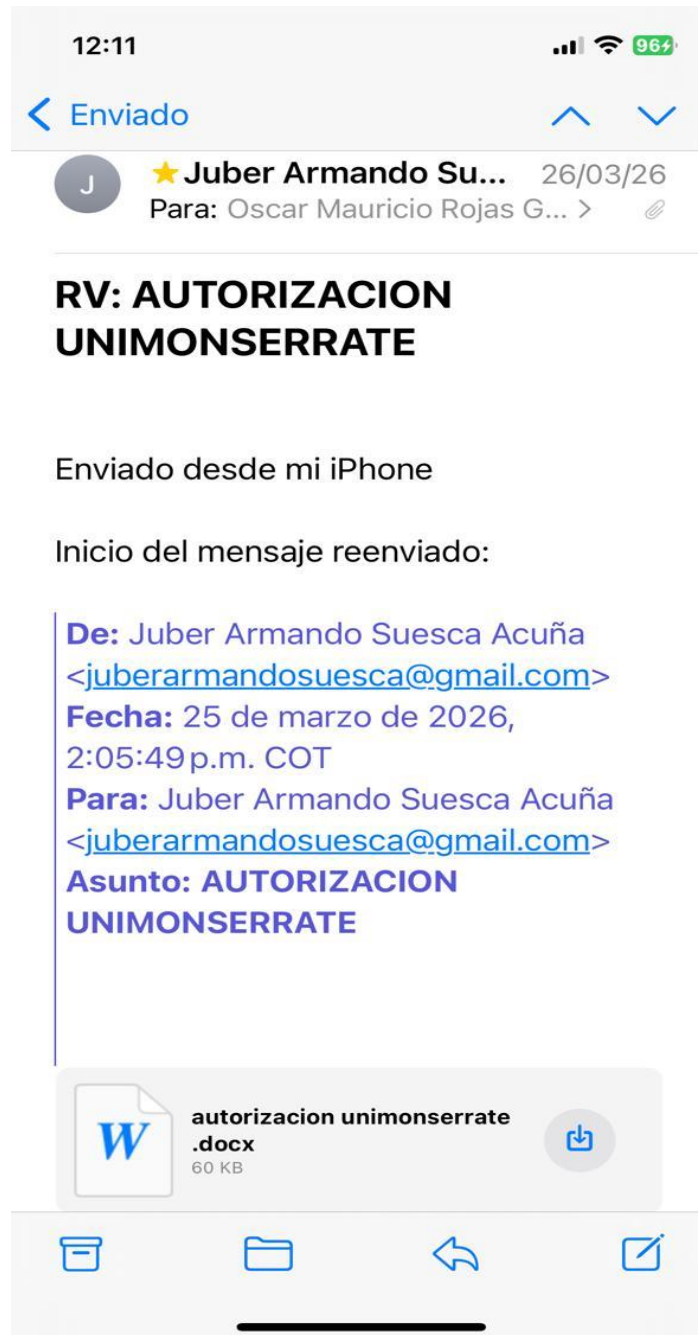 12:11
96
Enviado
J
Juber Armando Su... 26/03/26
Para: Oscar Mauricio Rojas G... >
RV: AUTORIZACION
UNIMONSERRATE
Enviado desde mi iPhone
Inicio del mensaje reenviado:
De: Juber Armando Suesca Acuña
<juberarmandosuesca@gmail.com>
Fecha: 25 de marzo de 2026,
2:05:49 p.m. COT
Para: Juber Armando Suesca Acuña
<juberarmandosuesca@gmail.com>
Asunto: AUTORIZACION
UNIMONSERRATE
W
autorizacion unimonserrate
.docx
60 KB